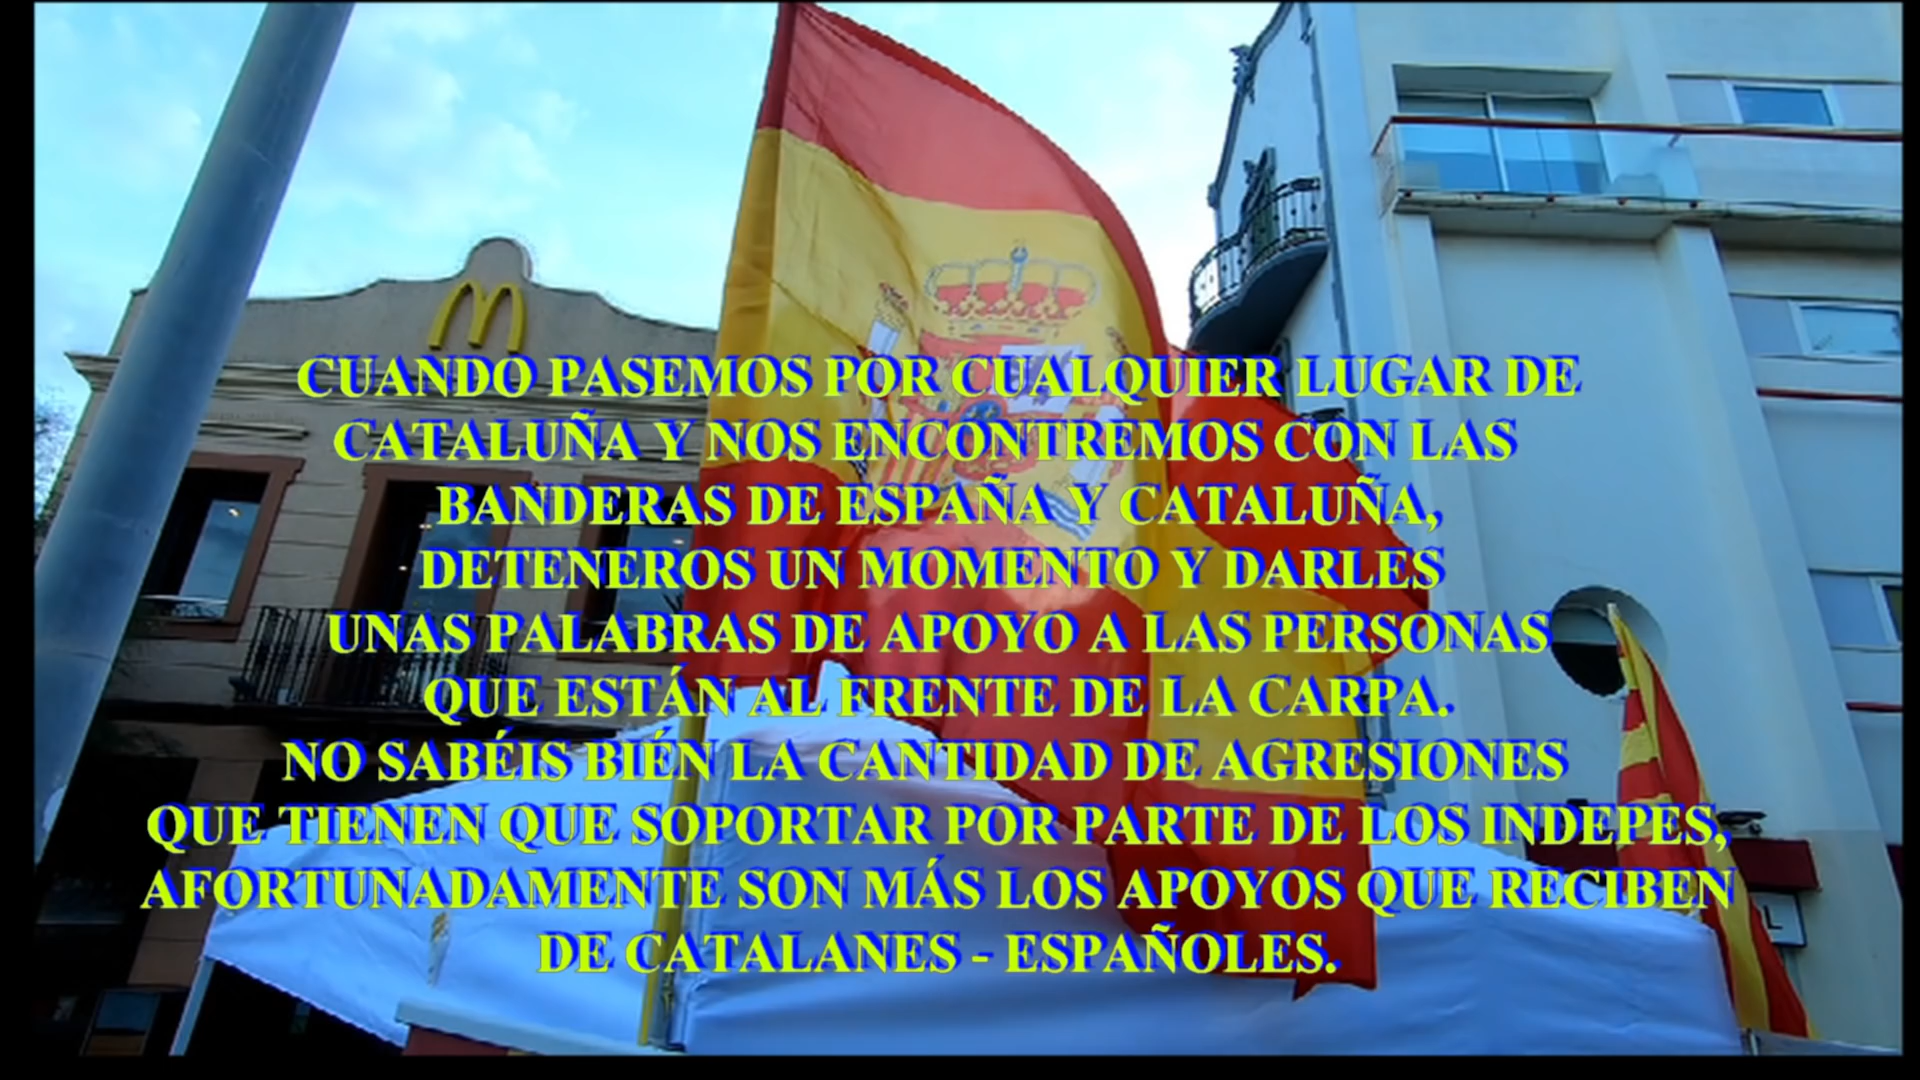 M
CUANDO PASEMOS POR CUALQUIER LUGAR DE
CATALUÑA Y NOS ENCONTREMOS CON LAS
BANDERAS DE ESPAÑA Y CATALUÑA,
DETENEROS UN MOMENTO Y DARLES
UNAS PALABRAS DE APOYO A LAS PERSONAS
QUE ESTÁN AL FRENTE DE LA CARPA.
NO SABÉIS BIÉN LA CANTIDAD DE AGRESIONES
QUE TIENEN QUE SOPORTAR POR PARTE DE LOS INDEPES,
AFORTUNADAMENTE SON MÁS LOS APOYOS QUE RECIBEN
DE CATALANES - ESPAÑOLES.